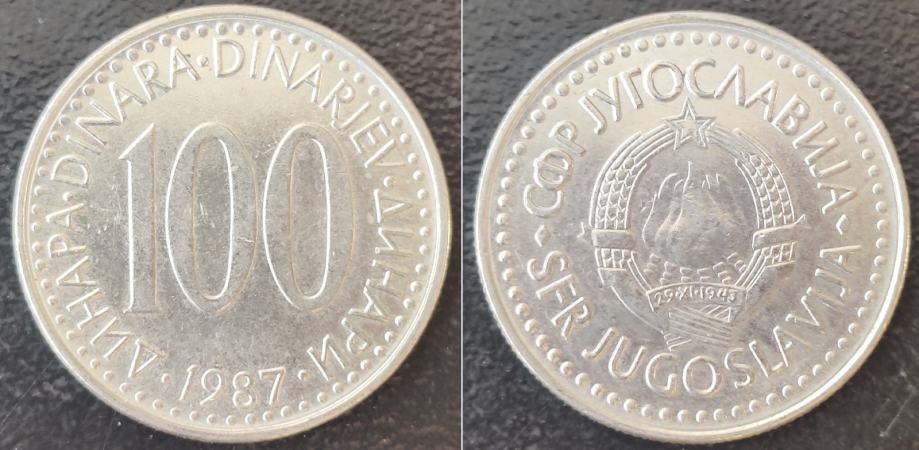 ДИНАРА·DINARA·DINARJEV·ДИНАРИ
100
·1987·
СФР ЈУГОСЛАВИЈА
·SFR JUGOSLAVIJA·
29·XI·1943